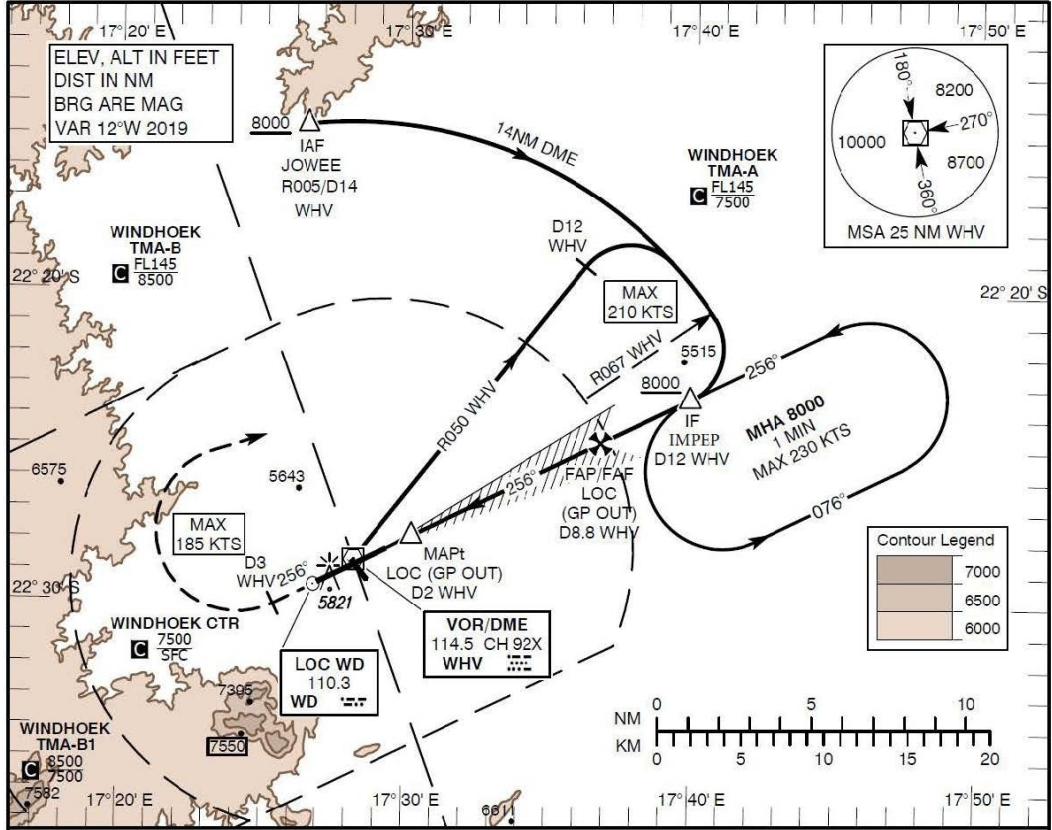 17° 20' E
17° 30' E
17° 40' E
17° 50' E
ELEV, ALT IN FEET
DIST IN NM
BRG ARE MAG
VAR 12°W 2019
8000
IAF
JOWEE
R005/D14
WHV
14NM DME
WINDHOEK
TMA-A
C FL145
7500
180°
8200
270°
10000
8700
360°
MSA 25 NM WHV
WINDHOEK
TMA-B
C FL145
8500
22° 20' S
22° 20' S
D12
WHV
MAX
210 KTS
R067 WHV
5515
8000
256°
IF
IMPEP
D12 WHV
MHA 8000
1 MIN
MAX 230 KTS
076°
R050 WHV
6575
5643
256°
FAP/FAF
LOC
(GP OUT)
D8.8 WHV
MAX
185 KTS
D3
WHV
256°
MAPt
LOC (GP OUT)
D2 WHV
5821
22° 30' S
Contour Legend
7000
6500
6000
WINDHOEK CTR
C 7500
SFC
VOR/DME
114.5 CH 92X
WHV
LOC WD
110.3
WD
7395
7550
WINDHOEK
TMA-B1
C 8500
7500
7582
6611
NM
0 5 10
KM
0 5 10 15 20
17° 20' E
17° 30' E
17° 40' E
17° 50' E